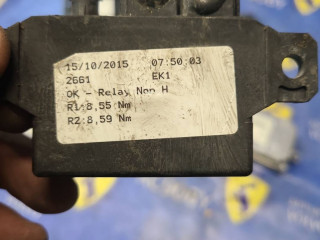 15/10/2015 07:50:03
2661 EK1
OK - Relay Non H
R1:8,55 Nm
R2:8,59 Nm